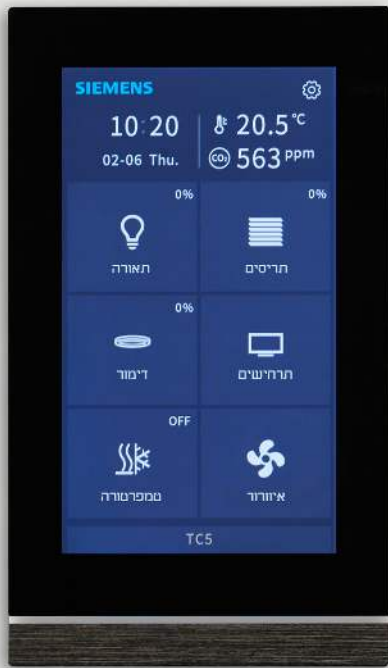 SIEMENS
10:20
20.5°C
02-06 Thu.
CO₂ 563 ppm
0%
0%
תאורה
תריסים
0%
דימור
תרחישים
OFF
טמפרטורה
איוורור
TC5